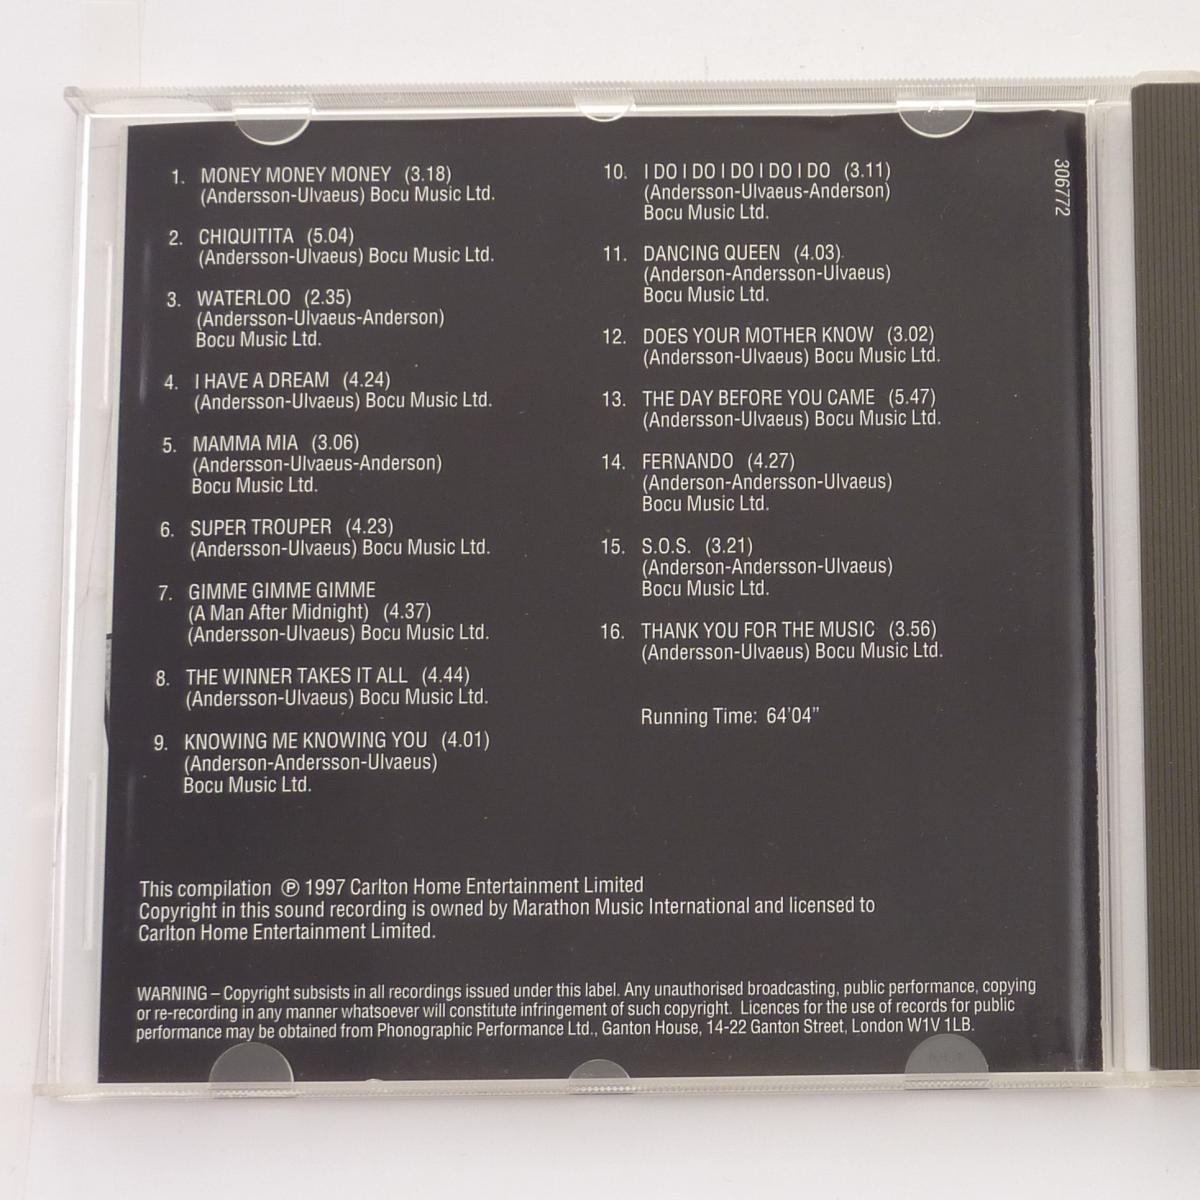 1. MONEY MONEY MONEY (3.18)
(Andersson-Ulvaeus) Bocu Music Ltd.
2. CHIQUITITA (5.04)
(Andersson-Ulvaeus) Bocu Music Ltd.
3. WATERLOO (2.35)
(Andersson-Ulvaeus-Anderson)
Bocu Music Ltd.
4. I HAVE A DREAM (4.24)
(Andersson-Ulvaeus) Bocu Music Ltd.
5. MAMMA MIA (3.06)
(Andersson-Ulvaeus-Anderson)
Bocu Music Ltd.
6. SUPER TROUPER (4.23)
(Andersson-Ulvaeus) Bocu Music Ltd.
7. GIMME GIMME GIMME
(A Man After Midnight) (4.37)
(Andersson-Ulvaeus) Bocu Music Ltd.
8. THE WINNER TAKES IT ALL (4.44)
(Andersson-Ulvaeus) Bocu Music Ltd.
9. KNOWING ME KNOWING YOU (4.01)
(Anderson-Andersson-Ulvaeus)
Bocu Music Ltd.
10. I DO I DO I DO I DO I DO (3.11)
(Andersson-Ulvaeus-Anderson)
Bocu Music Ltd.
11. DANCING QUEEN (4.03)
(Anderson-Andersson-Ulvaeus)
Bocu Music Ltd.
12. DOES YOUR MOTHER KNOW (3.02)
(Andersson-Ulvaeus) Bocu Music Ltd.
13. THE DAY BEFORE YOU CAME (5.47)
(Andersson-Ulvaeus) Bocu Music Ltd.
14. FERNANDO (4.27)
(Anderson-Andersson-Ulvaeus)
Bocu Music Ltd.
15. S.O.S. (3.21)
(Anderson-Andersson-Ulvaeus)
Bocu Music Ltd.
16. THANK YOU FOR THE MUSIC (3.56)
(Andersson-Ulvaeus) Bocu Music Ltd.
Running Time: 64'04"
306772
This compilation ℗ 1997 Carlton Home Entertainment Limited
Copyright in this sound recording is owned by Marathon Music International and licensed to
Carlton Home Entertainment Limited.
WARNING – Copyright subsists in all recordings issued under this label. Any unauthorised broadcasting, public performance, copying
or re-recording in any manner whatsoever will constitute infringement of such copyright. Licences for the use of records for public
performance may be obtained from Phonographic Performance Ltd., Ganton House, 14-22 Ganton Street, London W1V 1LB.